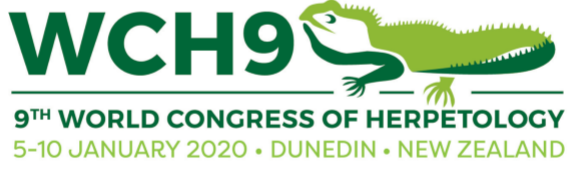 WCH9
9TH WORLD CONGRESS OF HERPETOLOGY
5-10 JANUARY 2020 • DUNEDIN • NEW ZEALAND